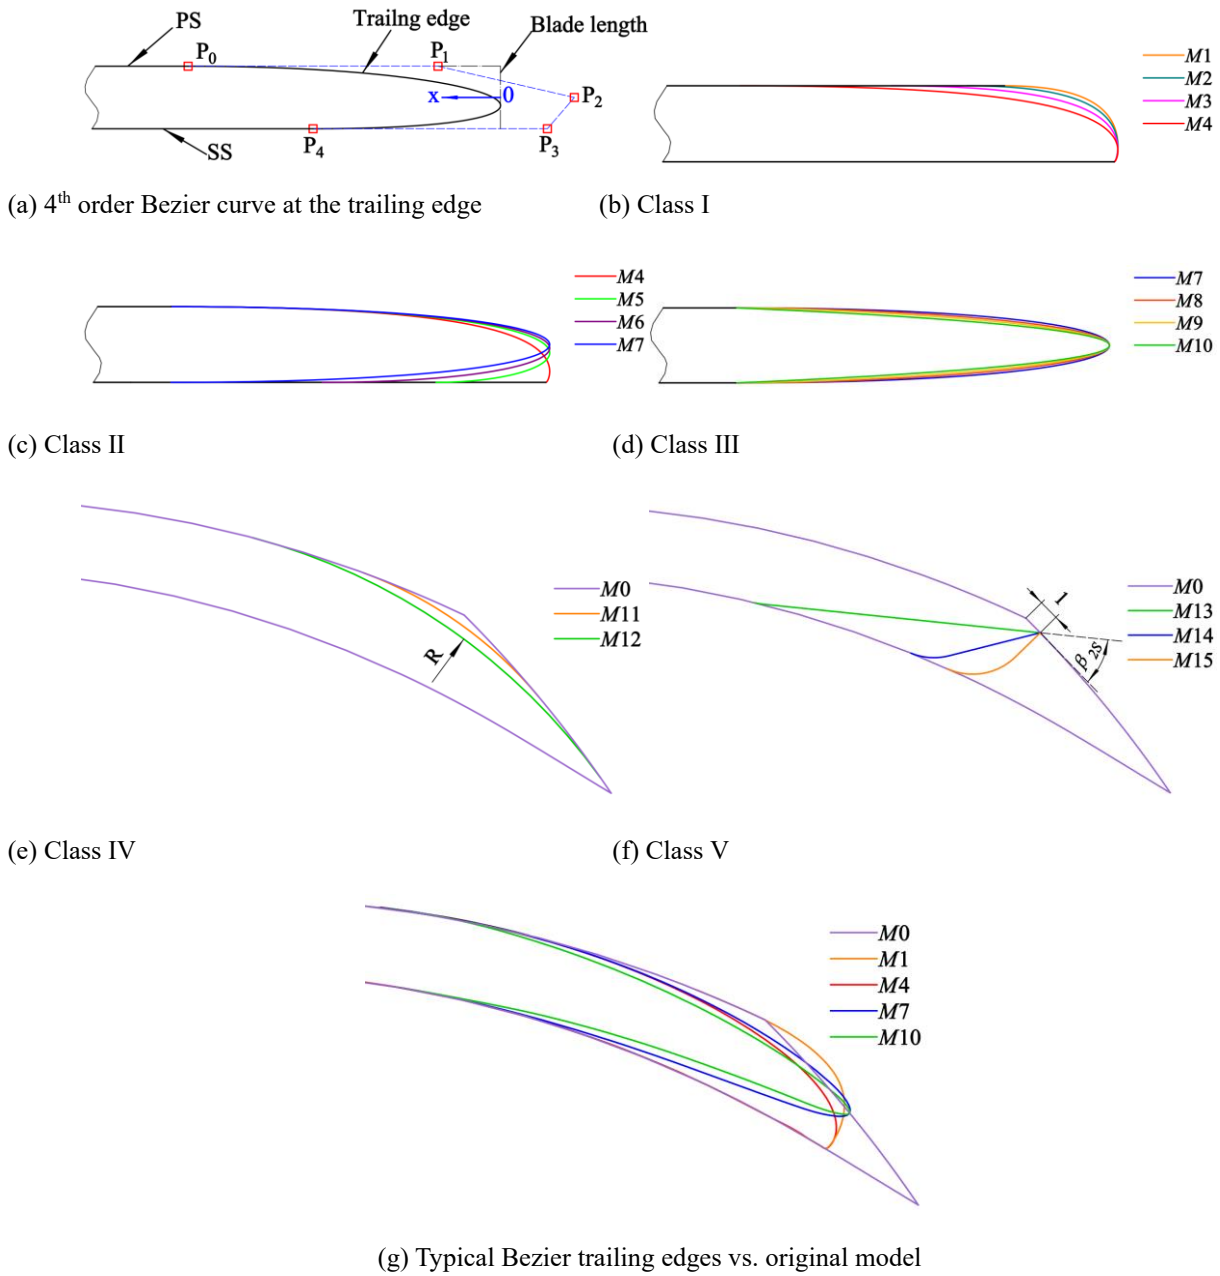 PS
Trailng edge
Blade length
P0
P1
x
0
P2
SS
P4
P3
M1
M2
M3
M4
(a) 4th order Bezier curve at the trailing edge
(b) Class I
M4
M5
M6
M7
M7
M8
M9
M10
(c) Class II
(d) Class III
M0
M11
M12
R
M0
M13
M14
M15
1
β2S
(e) Class IV
(f) Class V
M0
M1
M4
M7
M10
(g) Typical Bezier trailing edges vs. original model